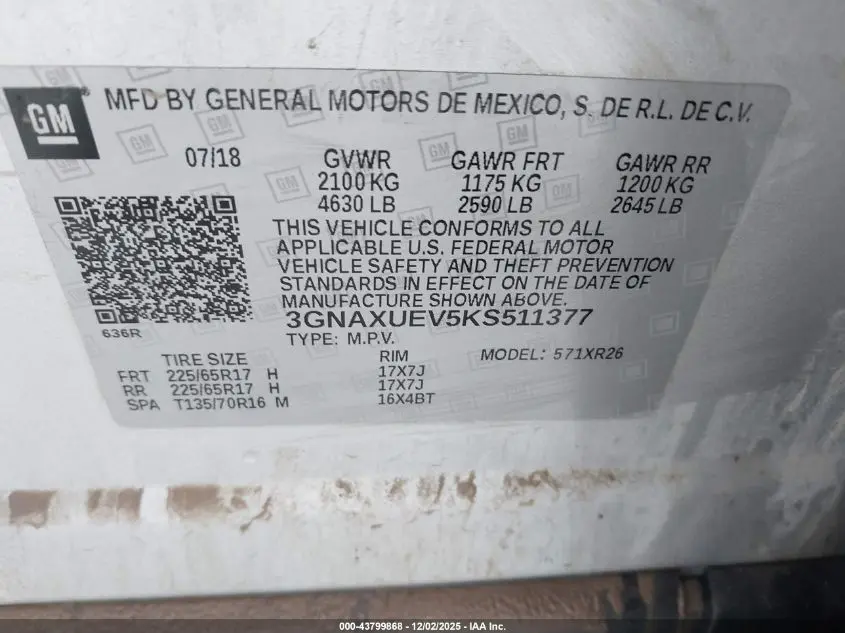 GM
MFD BY GENERAL MOTORS DE MEXICO, S. DE R.L. DE C.V.
07/18 GVWR GAWR FRT GAWR RR
2100 KG 1175 KG 1200 KG
4630 LB 2590 LB 2645 LB
THIS VEHICLE CONFORMS TO ALL
APPLICABLE U.S. FEDERAL MOTOR
VEHICLE SAFETY AND THEFT PREVENTION
STANDARDS IN EFFECT ON THE DATE OF
MANUFACTURE SHOWN ABOVE.
3GNAXUEV5KS511377
636R
TYPE: M.P.V.
TIRE SIZE RIM MODEL: 571XR26
FRT 225/65R17 H 17X7J
RR 225/65R17 H 17X7J
SPA T135/70R16 M 16X4BT
000-43799868 - 12/02/2025 - IAA Inc.